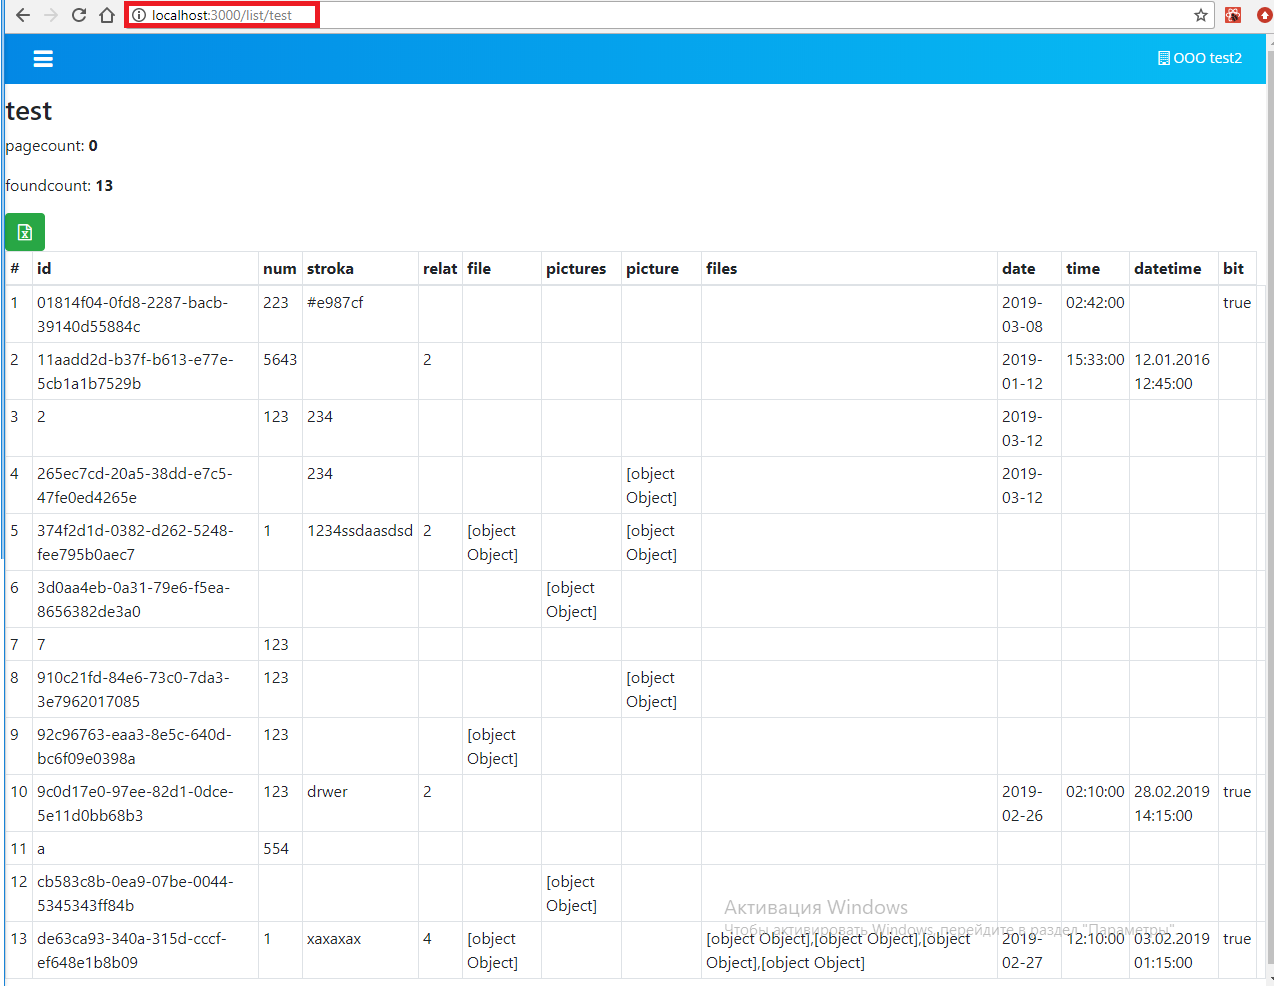 localhost:3000/list/test
OOO test2
test
pagecount: 0
foundcount: 13
# id num stroka relat file pictures picture files date time datetime bit
1 01814f04-0fd8-2287-bacb- 223 #e987cf 2019- 02:42:00 true
39140d55884c 03-08
2 11aadd2d-b37f-b613-e77e- 5643 2 2019- 15:33:00 12.01.2016
5cb1a1b7529b 01-12 12:45:00
3 2 123 234 2019-
03-12
4 265ec7cd-20a5-38dd-e7c5- 234 [object 2019-
47fe0ed4265e Object] 03-12
5 374f2d1d-0382-d262-5248- 1 1234ssdaasdsd 2 [object [object
fee795b0aec7 Object] Object]
6 3d0aa4eb-0a31-79e6-f5ea- [object
8656382de3a0 Object]
7 7 123
8 910c21fd-84e6-73c0-7da3- 123 [object
3e7962017085 Object]
9 92c96763-eaa3-8e5c-640d- 123 [object
bc6f09e0398a Object]
10 9c0d17e0-97ee-82d1-0dce- 123 drwer 2 2019- 02:10:00 28.02.2019 true
5e11d0bb68b3 02-26 14:15:00
11 a 554
12 cb583c8b-0ea9-07be-0044- [object
5345343ff84b Object]
Активация Windows
Чтобы активировать Windows, перейдите в раздел "Параметры".
13 de63ca93-340a-315d-cccf- 1 xaxaxax 4 [object [object Object],[object Object],[object 2019- 12:10:00 03.02.2019 true
ef648e1b8b09 Object] Object],[object Object] 02-27 01:15:00